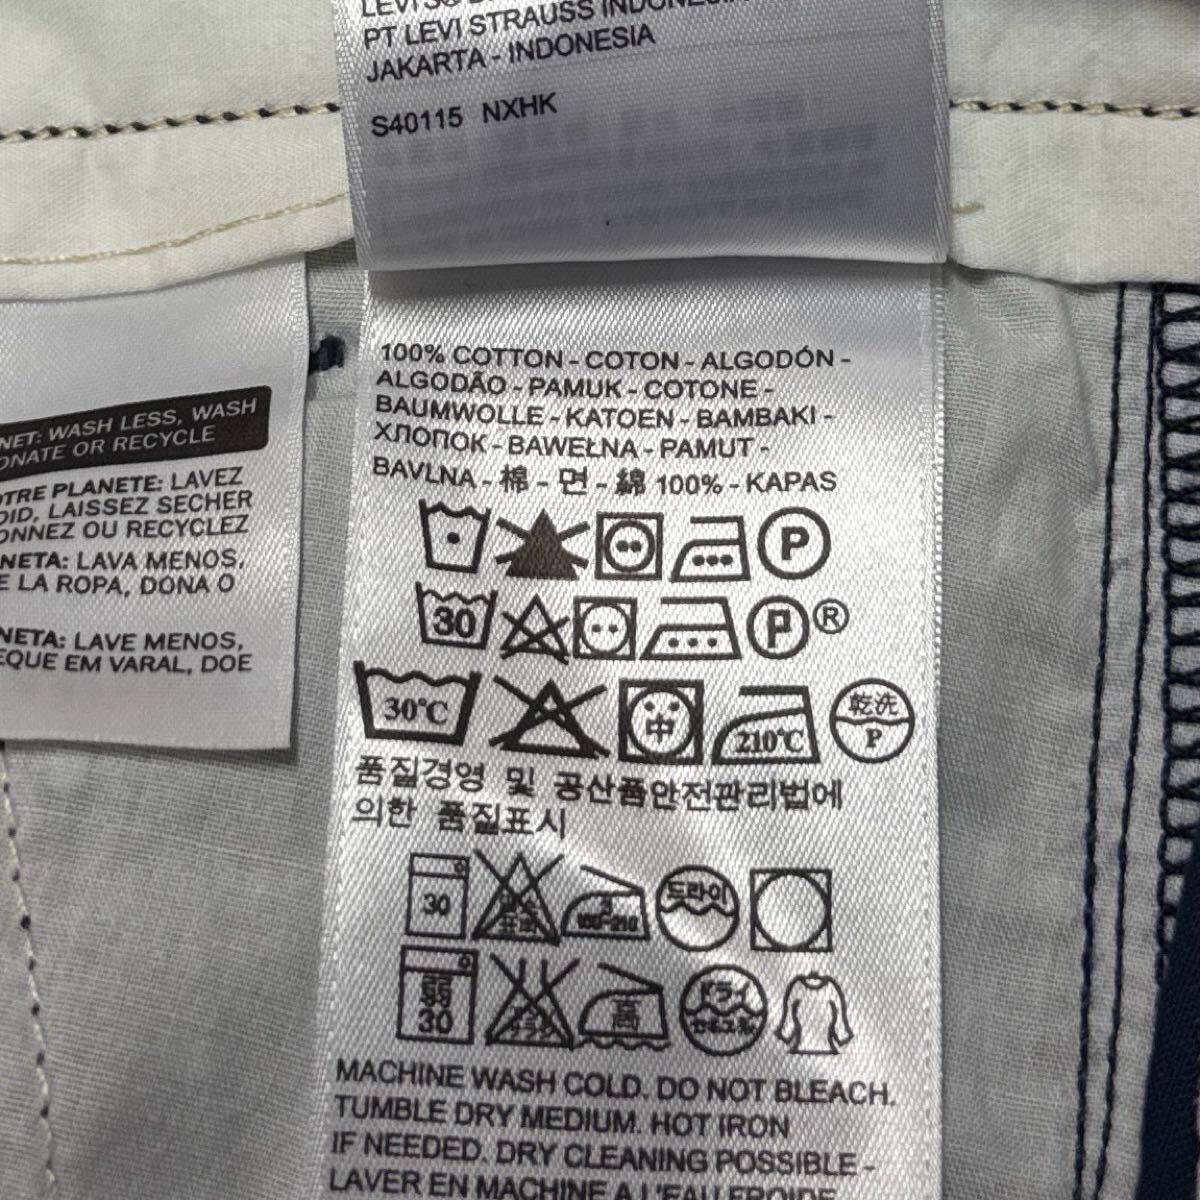 PT LEVI STRAUSS INDONESIA
JAKARTA - INDONESIA
S40115 NXHK
NET: WASH LESS, WASH
ONATE OR RECYCLE
TRE PLANETE: LAVEZ
OID, LAISSEZ SECHER
ONNEZ OU RECYCLEZ
NETA: LAVA MENOS,
E LA ROPA, DONA O
NETA: LAVE MENOS,
EQUE EM VARAL, DOE
100% COTTON - COTON - ALGODÓN -
ALGODÃO - PAMUK - COTONE -
BAUMWOLLE - KATOEN - BAMBAKI -
ХЛОПОК - BAWEŁNA - PAMUT -
BAVLNA - 棉 - 면 - 綿 100% - KAPAS
P
30 P ®
30℃ 中 210℃ 乾洗 P
품질경영 및 공산품안전관리법에
의한 품질표시
30 드라이
弱 30 高 ドライ
MACHINE WASH COLD. DO NOT BLEACH.
TUMBLE DRY MEDIUM. HOT IRON
IF NEEDED. DRY CLEANING POSSIBLE -
LAVER EN MACHINE A L'EAU FROIDE.